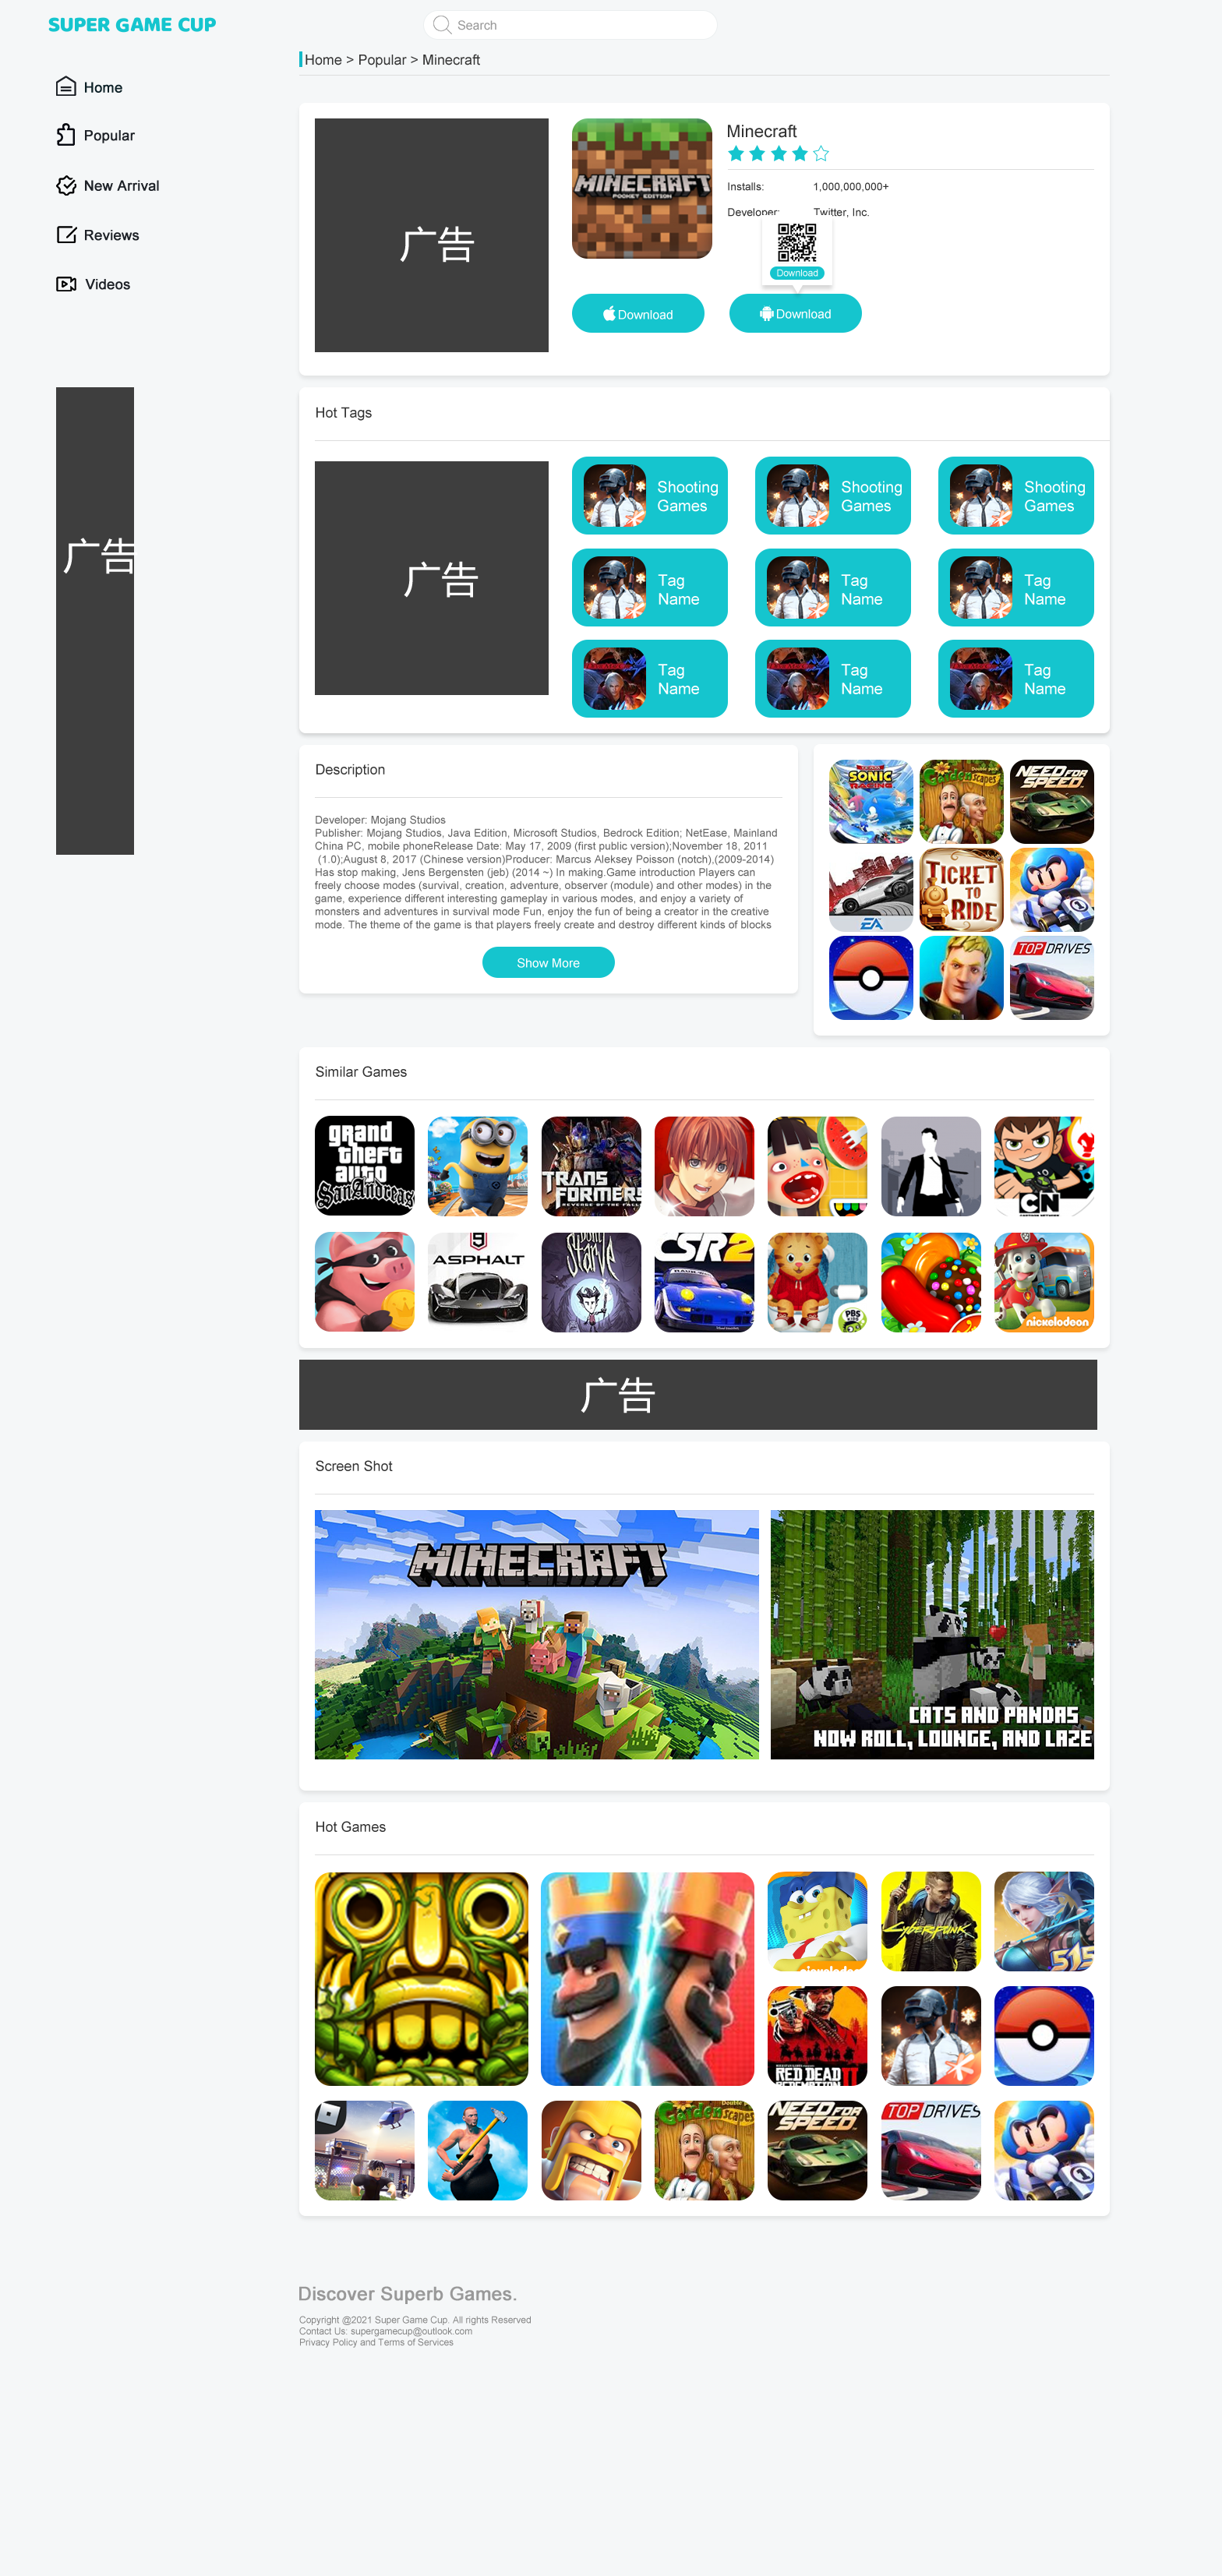 SUPER GAME CUP
Search
Home > Popular > Minecraft
Home
Popular
New Arrival
Reviews
Videos
广告
广告
MINECRAFT
POCKET EDITION
Minecraft
Installs: 1,000,000,000+
Developer: Twitter, Inc.
Download
Download
Download
Hot Tags
广告
Shooting
Games
Shooting
Games
Shooting
Games
Tag
Name
Tag
Name
Tag
Name
Tag
Name
Tag
Name
Tag
Name
Description
Developer: Mojang Studios
Publisher: Mojang Studios, Java Edition, Microsoft Studios, Bedrock Edition; NetEase, Mainland
China PC, mobile phoneRelease Date: May 17, 2009 (first public version);November 18, 2011
(1.0);August 8, 2017 (Chinese version)Producer: Marcus Aleksey Poisson (notch),(2009-2014)
Has stop making, Jens Bergensten (jeb) (2014 ~) In making.Game introduction Players can
freely choose modes (survival, creation, adventure, observer (module) and other modes) in the
game, experience different interesting gameplay in various modes, and enjoy a variety of
monsters and adventures in survival mode Fun, enjoy the fun of being a creator in the creative
mode. The theme of the game is that players freely create and destroy different kinds of blocks
Show More
SONIC
RACING
Gardenscapes
NEED FOR
SPEED
EA
TICKET
TO
RIDE
TOP DRIVES
Similar Games
grand
theft
auto
San Andreas
TRANS
FORMERS
REVENGE OF THE FALL
CN
9
ASPHALT
Don't
Starve
CSR2
PBS
nickelodeon
广告
Screen Shot
MINECRAFT
CATS AND PANDAS
NOW ROLL, LOUNGE, AND LAZE
Hot Games
nickelodeon
CYBERPUNK
515
RED DEAD
REDEMPTION
II
Gardenscapes
NEED FOR
SPEED
TOP DRIVES
1
Discover Superb Games.
Copyright @2021 Super Game Cup. All rights Reserved
Contact Us: supergamecup@outlook.com
Privacy Policy and Terms of Services